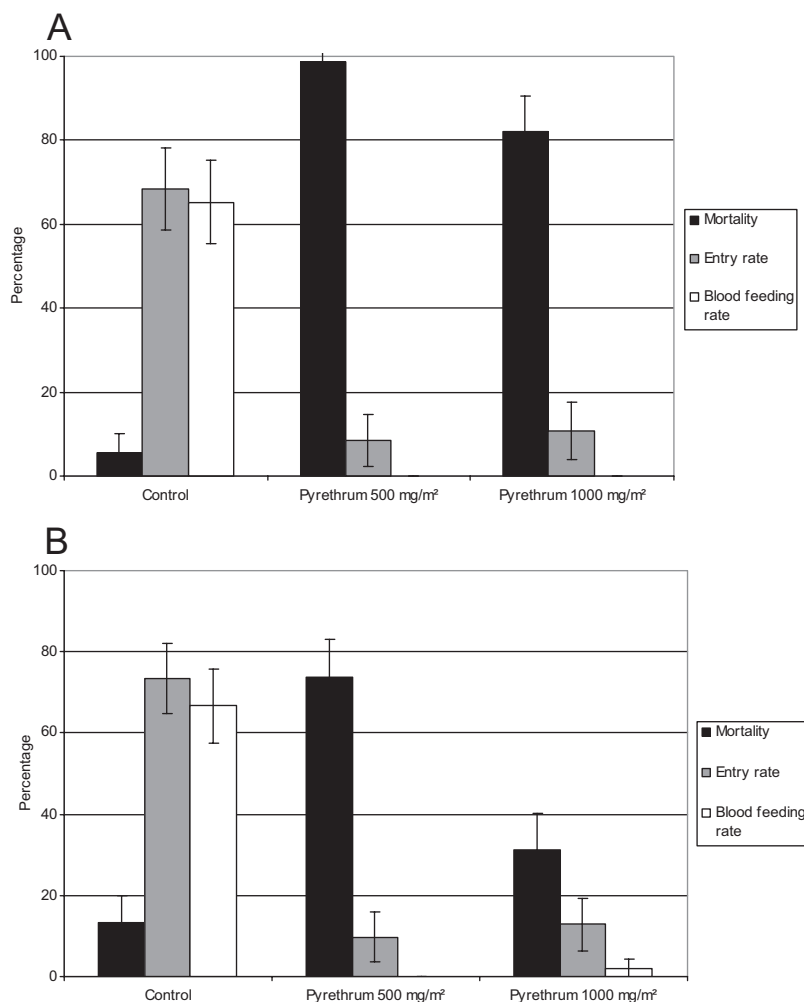 A
100
80
60
40
20
0
Percentage
Control
Pyrethrum 500 mg/m²
Pyrethrum 1000 mg/m²
Mortality
Entry rate
Blood feeding
rate
B
100
80
60
40
20
0
Percentage
Control
Pyrethrum 500 mg/m²
Pyrethrum 1000 mg/m²
Mortality
Entry rate
Blood feeding
rate